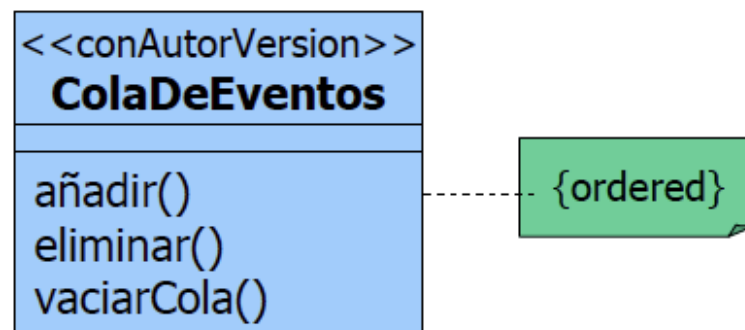 <<conAutorVersion>>
ColaDeEventos
añadir()
eliminar()
vaciarCola()
{ordered}